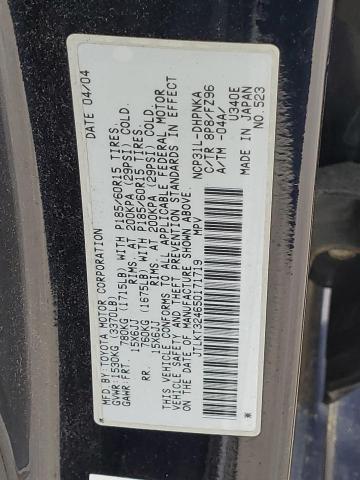 MFD BY TOYOTA MOTOR CORPORATION DATE 04/04
GVWR 1530KG (3370LB)
GAWR FRT. 780KG (1715LB) WITH P185/60R15 TIRES,
15X6JJ RIMS, AT 200KPA (29PSI) COLD.
RR. 760KG (1675LB) WITH P185/60R15 TIRES,
15X6JJ RIMS, AT 200KPA (29PSI) COLD.
THIS VEHICLE CONFORMS TO ALL APPLICABLE
FEDERAL MOTOR
VEHICLE SAFETY, BUMPER AND THEFT PREVENTION STANDARDS IN EFFECT
ON THE DATE OF MANUFACTURE SHOWN ABOVE.
JTLKT324650171719 MPV
NCP31L-DHPNKA
C/TR -8P8/FZ96
A/TM -04A/ U340E
MADE IN JAPAN
NO. 523